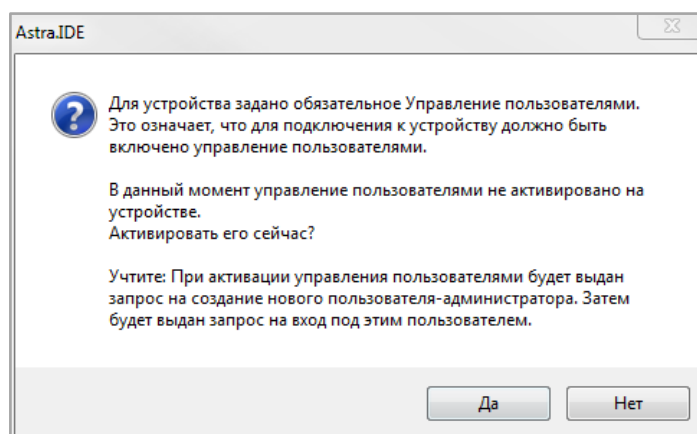 Astra.IDE
Для устройства задано обязательное Управление пользователями.
Это означает, что для подключения к устройству должно быть
включено управление пользователями.
В данный момент управление пользователями не активировано на
устройстве.
Активировать его сейчас?
Учтите: При активации управления пользователями будет выдан
запрос на создание нового пользователя-администратора. Затем
будет выдан запрос на вход под этим пользователем.
Да
Нет